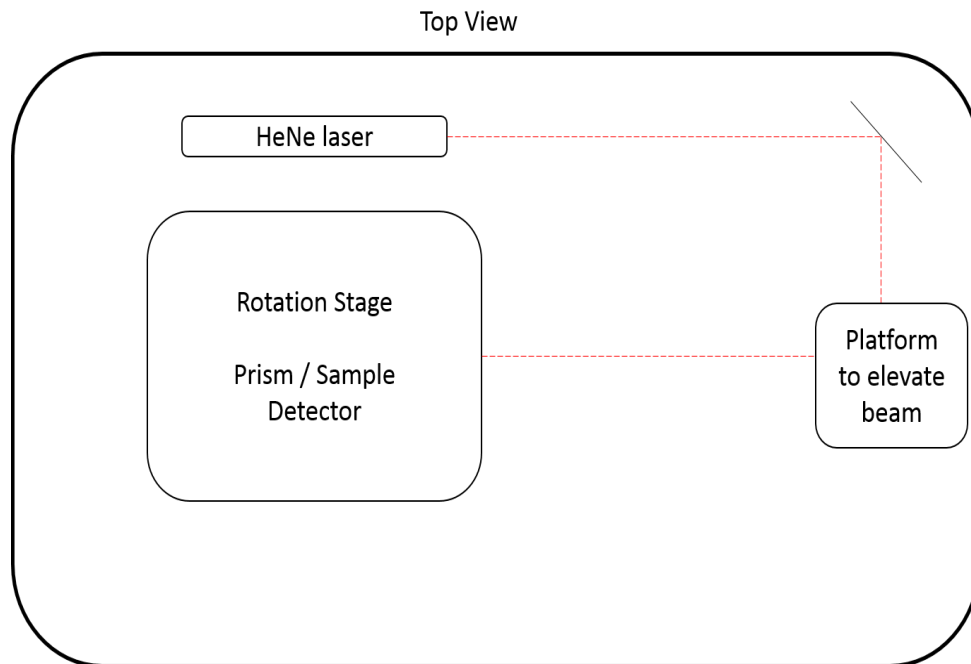 Top View
HeNe laser
Rotation Stage
Prism / Sample
Detector
Platform
to elevate
beam